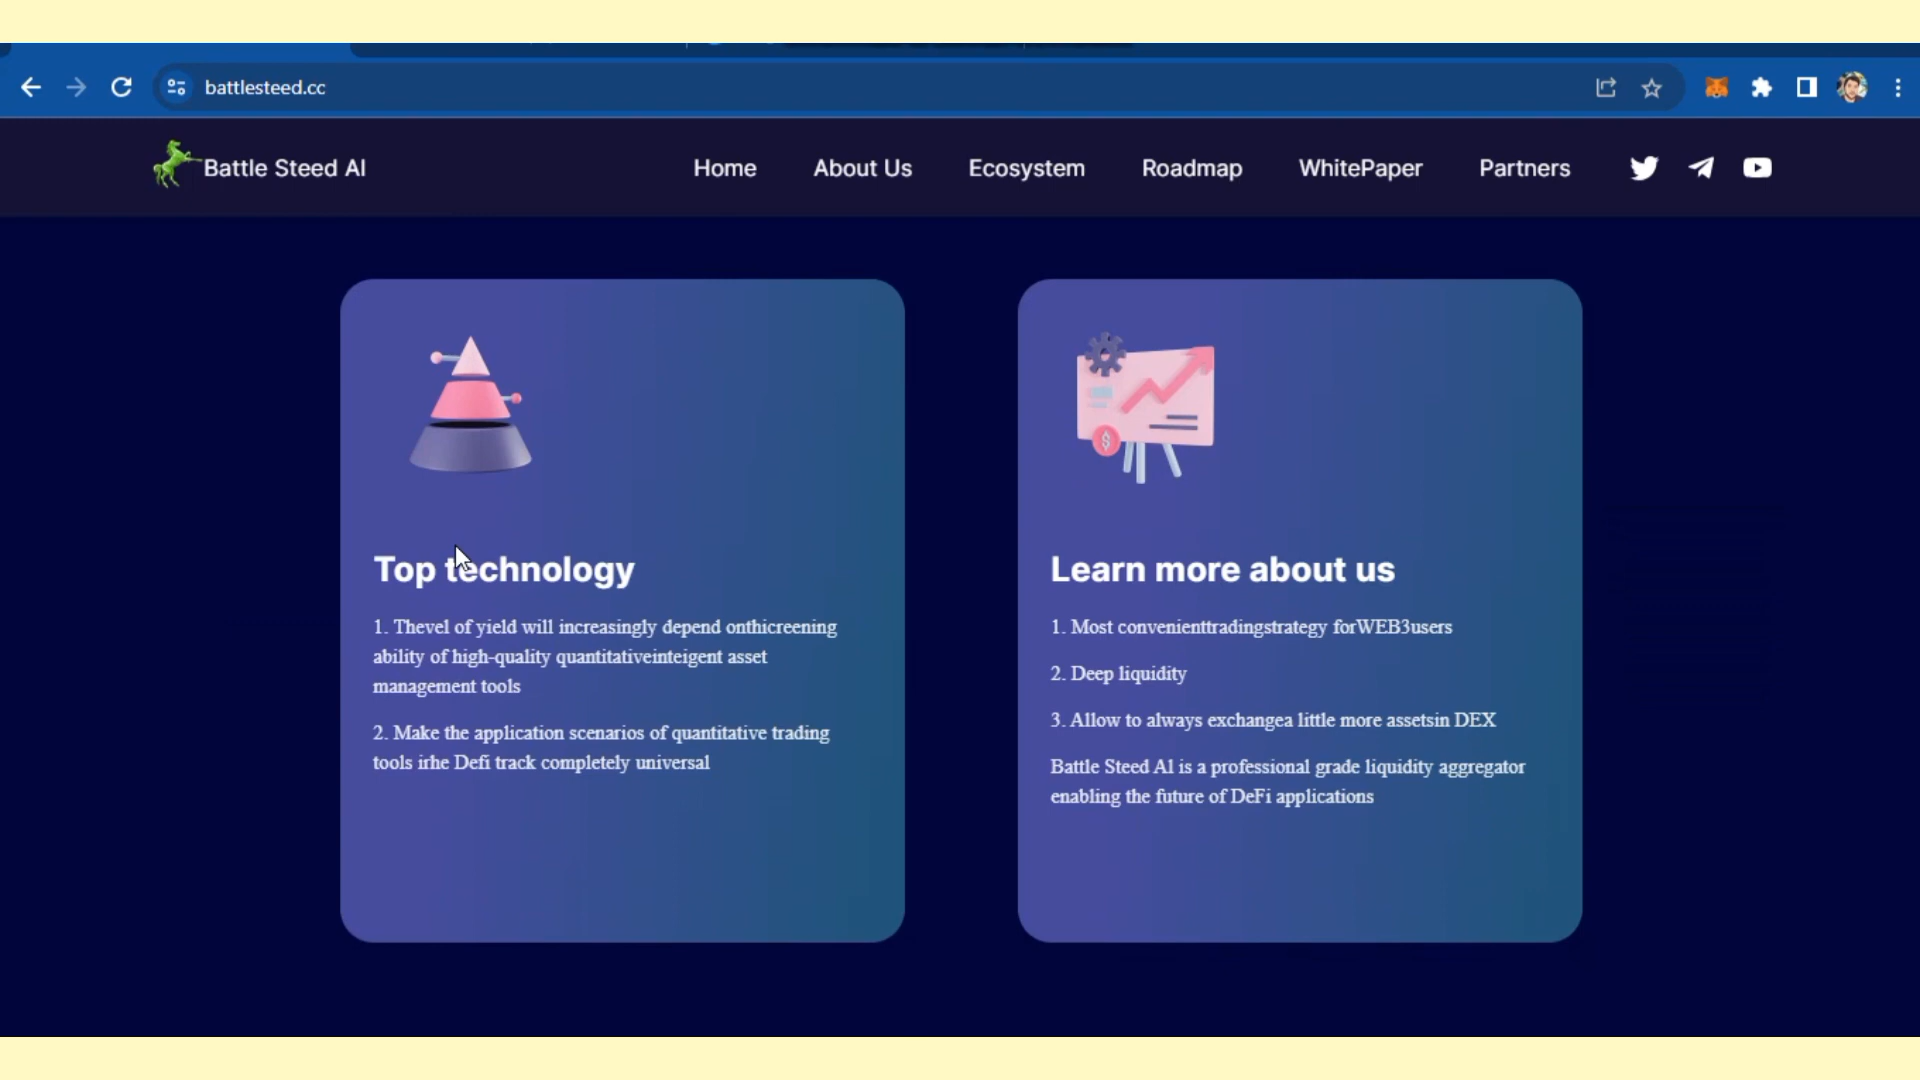 battlesteed.cc
Battle Steed AI
Home
About Us
Ecosystem
Roadmap
WhitePaper
Partners
Top technology
1. Thevel of yield will increasingly depend onthicreening
ability of high-quality quantitativeinteigent asset
management tools
2. Make the application scenarios of quantitative trading
tools irhe Defi track completely universal
Learn more about us
1. Most convenienttradingstrategy forWEB3users
2. Deep liquidity
3. Allow to always exchangea little more assetsin DEX
Battle Steed Al is a professional grade liquidity aggregator
enabling the future of DeFi applications